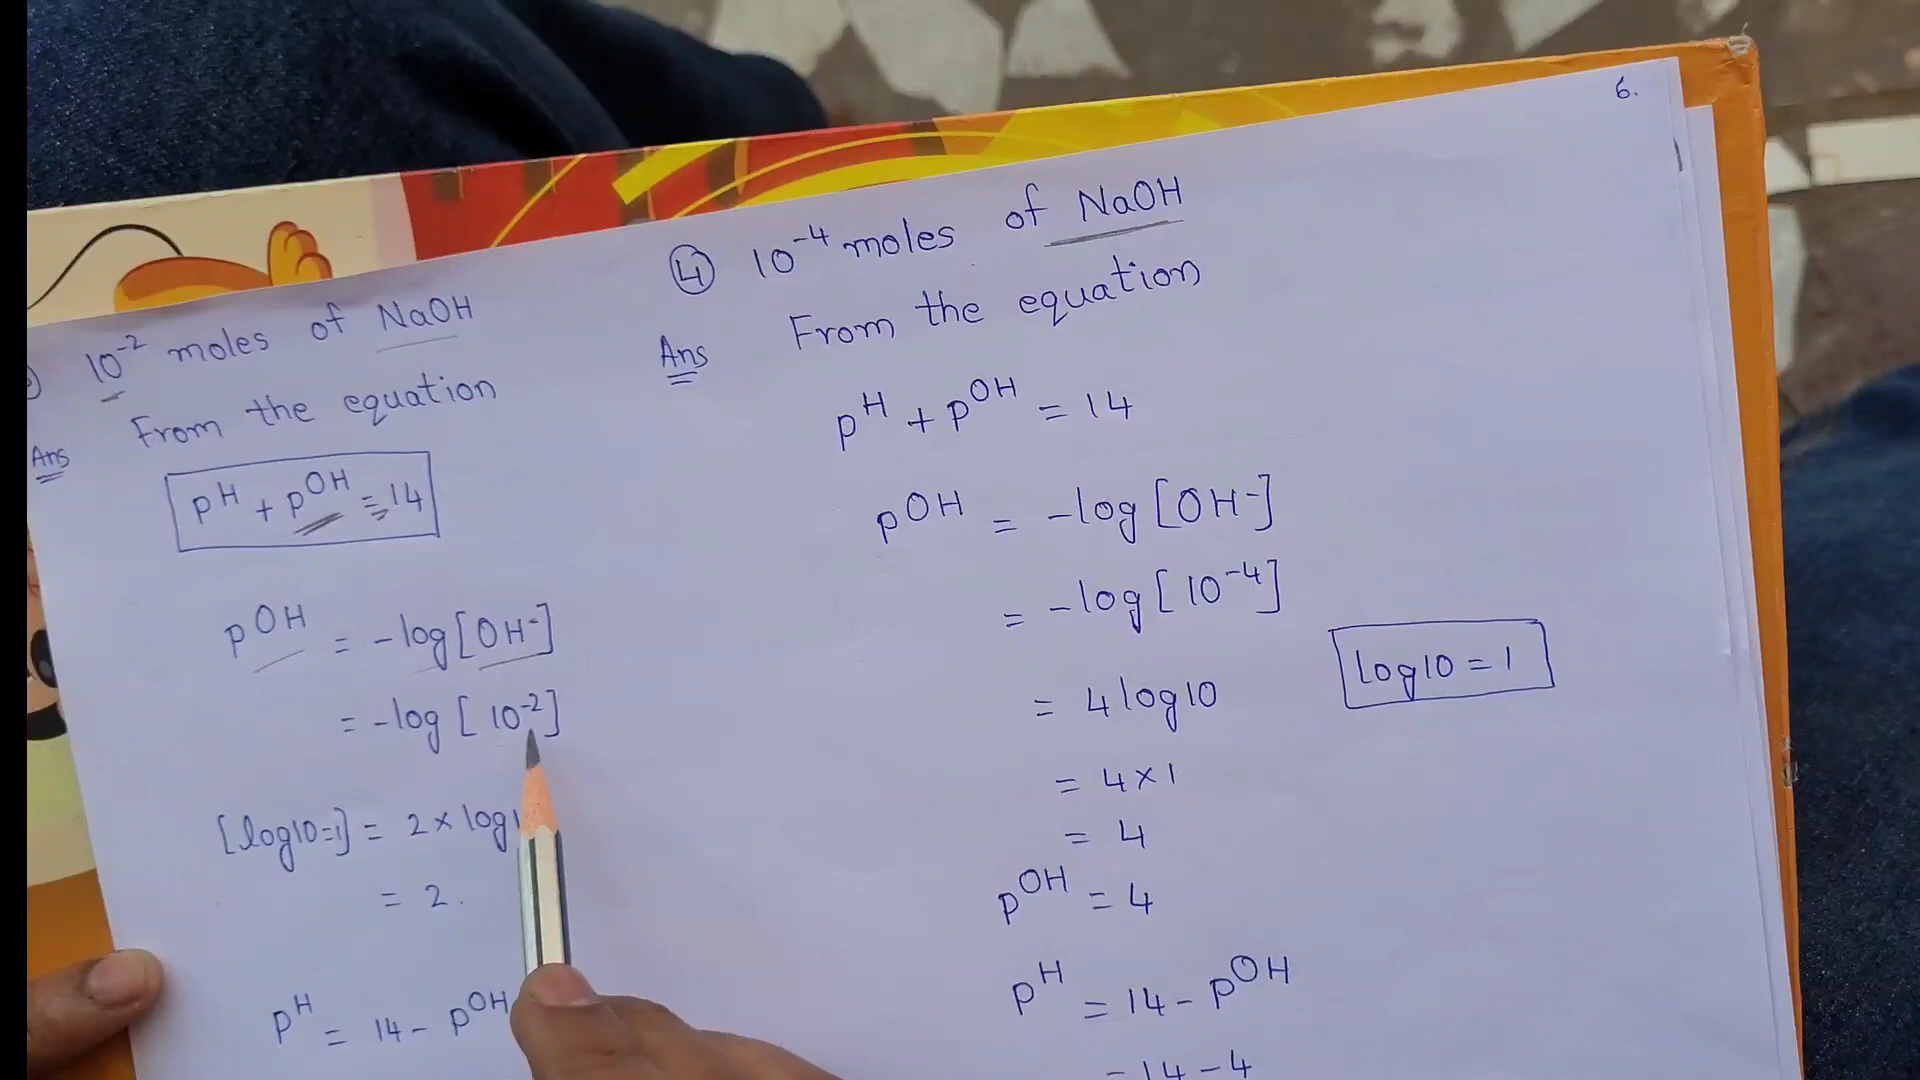 6.
10⁻² moles of NaOH
From the equation
Ans
pH + pOH = 14
pOH = -log[OH-]
= -log [ 10⁻²]
[log10=1] = 2 × log
= 2.
pH = 14 - pOH
④ 10⁻⁴ moles of NaOH
Ans From the equation
pH + pOH = 14
pOH = -log [OH-]
= -log [ 10⁻⁴]
= 4 log10
log10 = 1
= 4 × 1
= 4
pOH = 4
pH = 14 - pOH
= 14 - 4